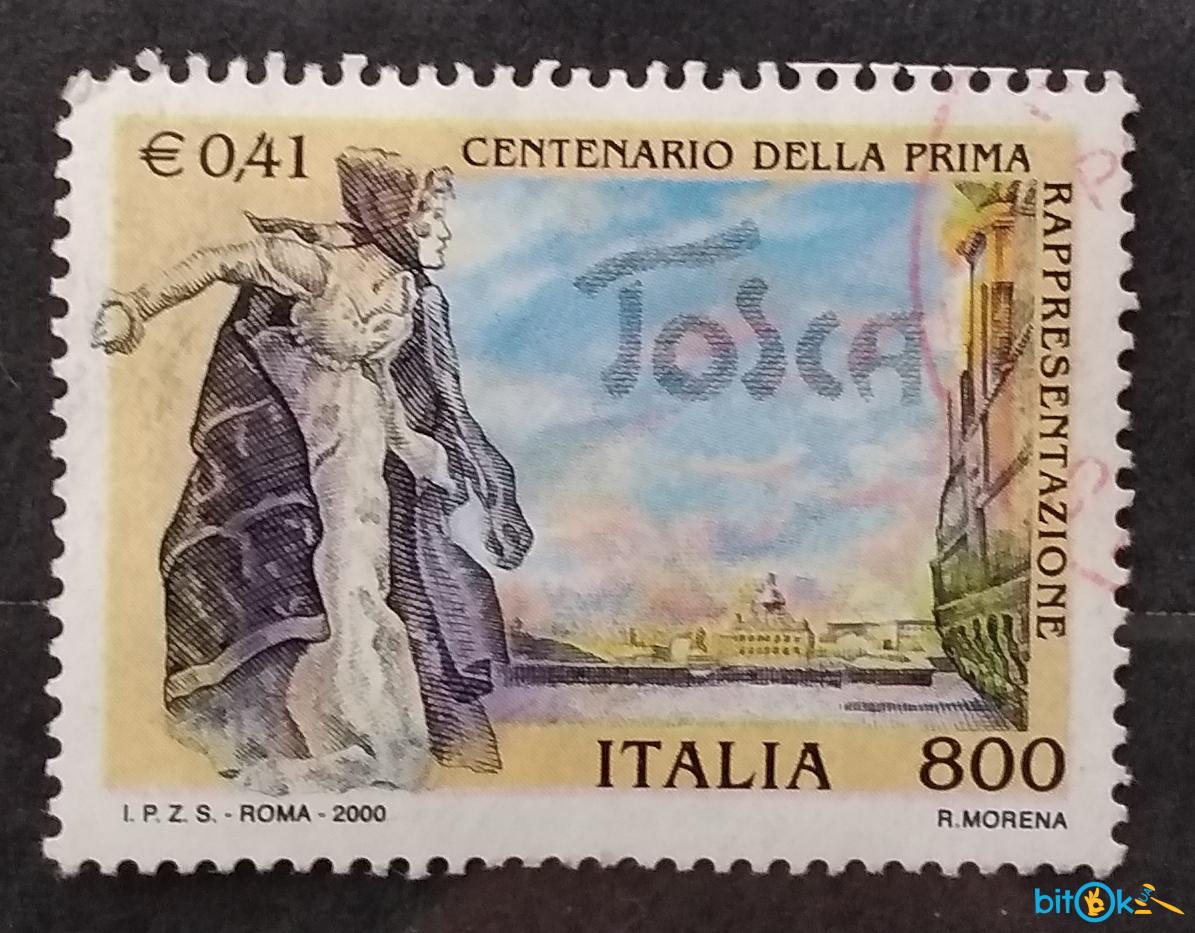 € 0,41
CENTENARIO DELLA PRIMA
RAPPRESENTAZIONE
TOSCA
ITALIA 800
I. P. Z. S. - ROMA - 2000
R. MORENA
bitOk